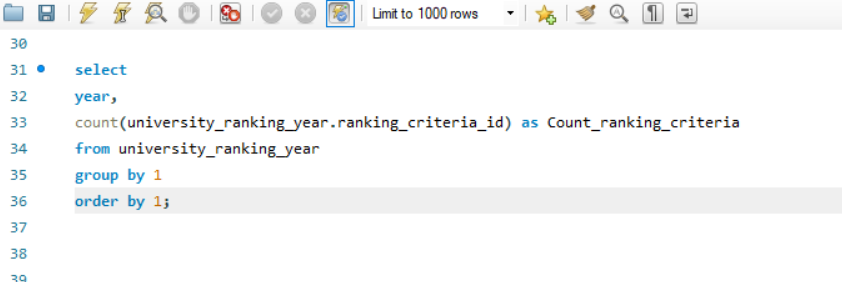 Limit to 1000 rows
30
31 select
32 year,
33 count(university_ranking_year.ranking_criteria_id) as Count_ranking_criteria
34 from university_ranking_year
35 group by 1
36 order by 1;
37
38
39